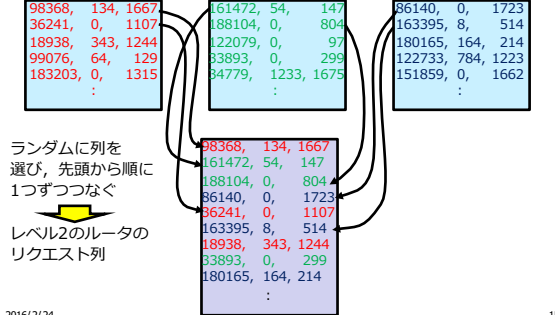 98368, 134, 1667
36241, 0, 1107
18938, 343, 1244
99076, 64, 129
183203, 0, 1315
:
161472, 54, 147
188104, 0, 804
122079, 0, 97
33893, 0, 299
34779, 1233, 1675
:
86140, 0, 1723
163395, 8, 514
180165, 164, 214
122733, 784, 1223
151859, 0, 1662
:
ランダムに列を
選び，先頭から順に
1つずつつなぐ
レベル2のルータの
リクエスト列
98368, 134, 1667
161472, 54, 147
188104, 0, 804
86140, 0, 1723
36241, 0, 1107
163395, 8, 514
18938, 343, 1244
33893, 0, 299
180165, 164, 214
:
2016/2/24